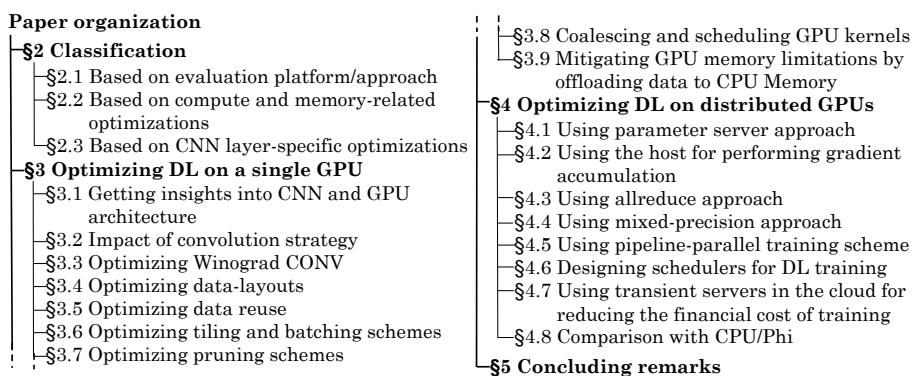 Paper organization
§2 Classification
§2.1 Based on evaluation platform/approach
§2.2 Based on compute and memory-related
optimizations
§2.3 Based on CNN layer-specific optimizations
§3 Optimizing DL on a single GPU
§3.1 Getting insights into CNN and GPU
architecture
§3.2 Impact of convolution strategy
§3.3 Optimizing Winograd CONV
§3.4 Optimizing data-layouts
§3.5 Optimizing data reuse
§3.6 Optimizing tiling and batching schemes
§3.7 Optimizing pruning schemes
§3.8 Coalescing and scheduling GPU kernels
§3.9 Mitigating GPU memory limitations by
offloading data to CPU Memory
§4 Optimizing DL on distributed GPUs
§4.1 Using parameter server approach
§4.2 Using the host for performing gradient
accumulation
§4.3 Using allreduce approach
§4.4 Using mixed-precision approach
§4.5 Using pipeline-parallel training scheme
§4.6 Designing schedulers for DL training
§4.7 Using transient servers in the cloud for
reducing the financial cost of training
§4.8 Comparison with CPU/Phi
§5 Concluding remarks